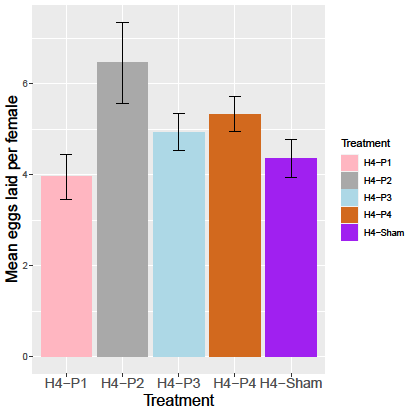 Mean eggs laid per female
6
4
2
0
H4-P1 H4-P2 H4-P3 H4-P4 H4-Sham
Treatment
Treatment
H4-P1
H4-P2
H4-P3
H4-P4
H4-Sham